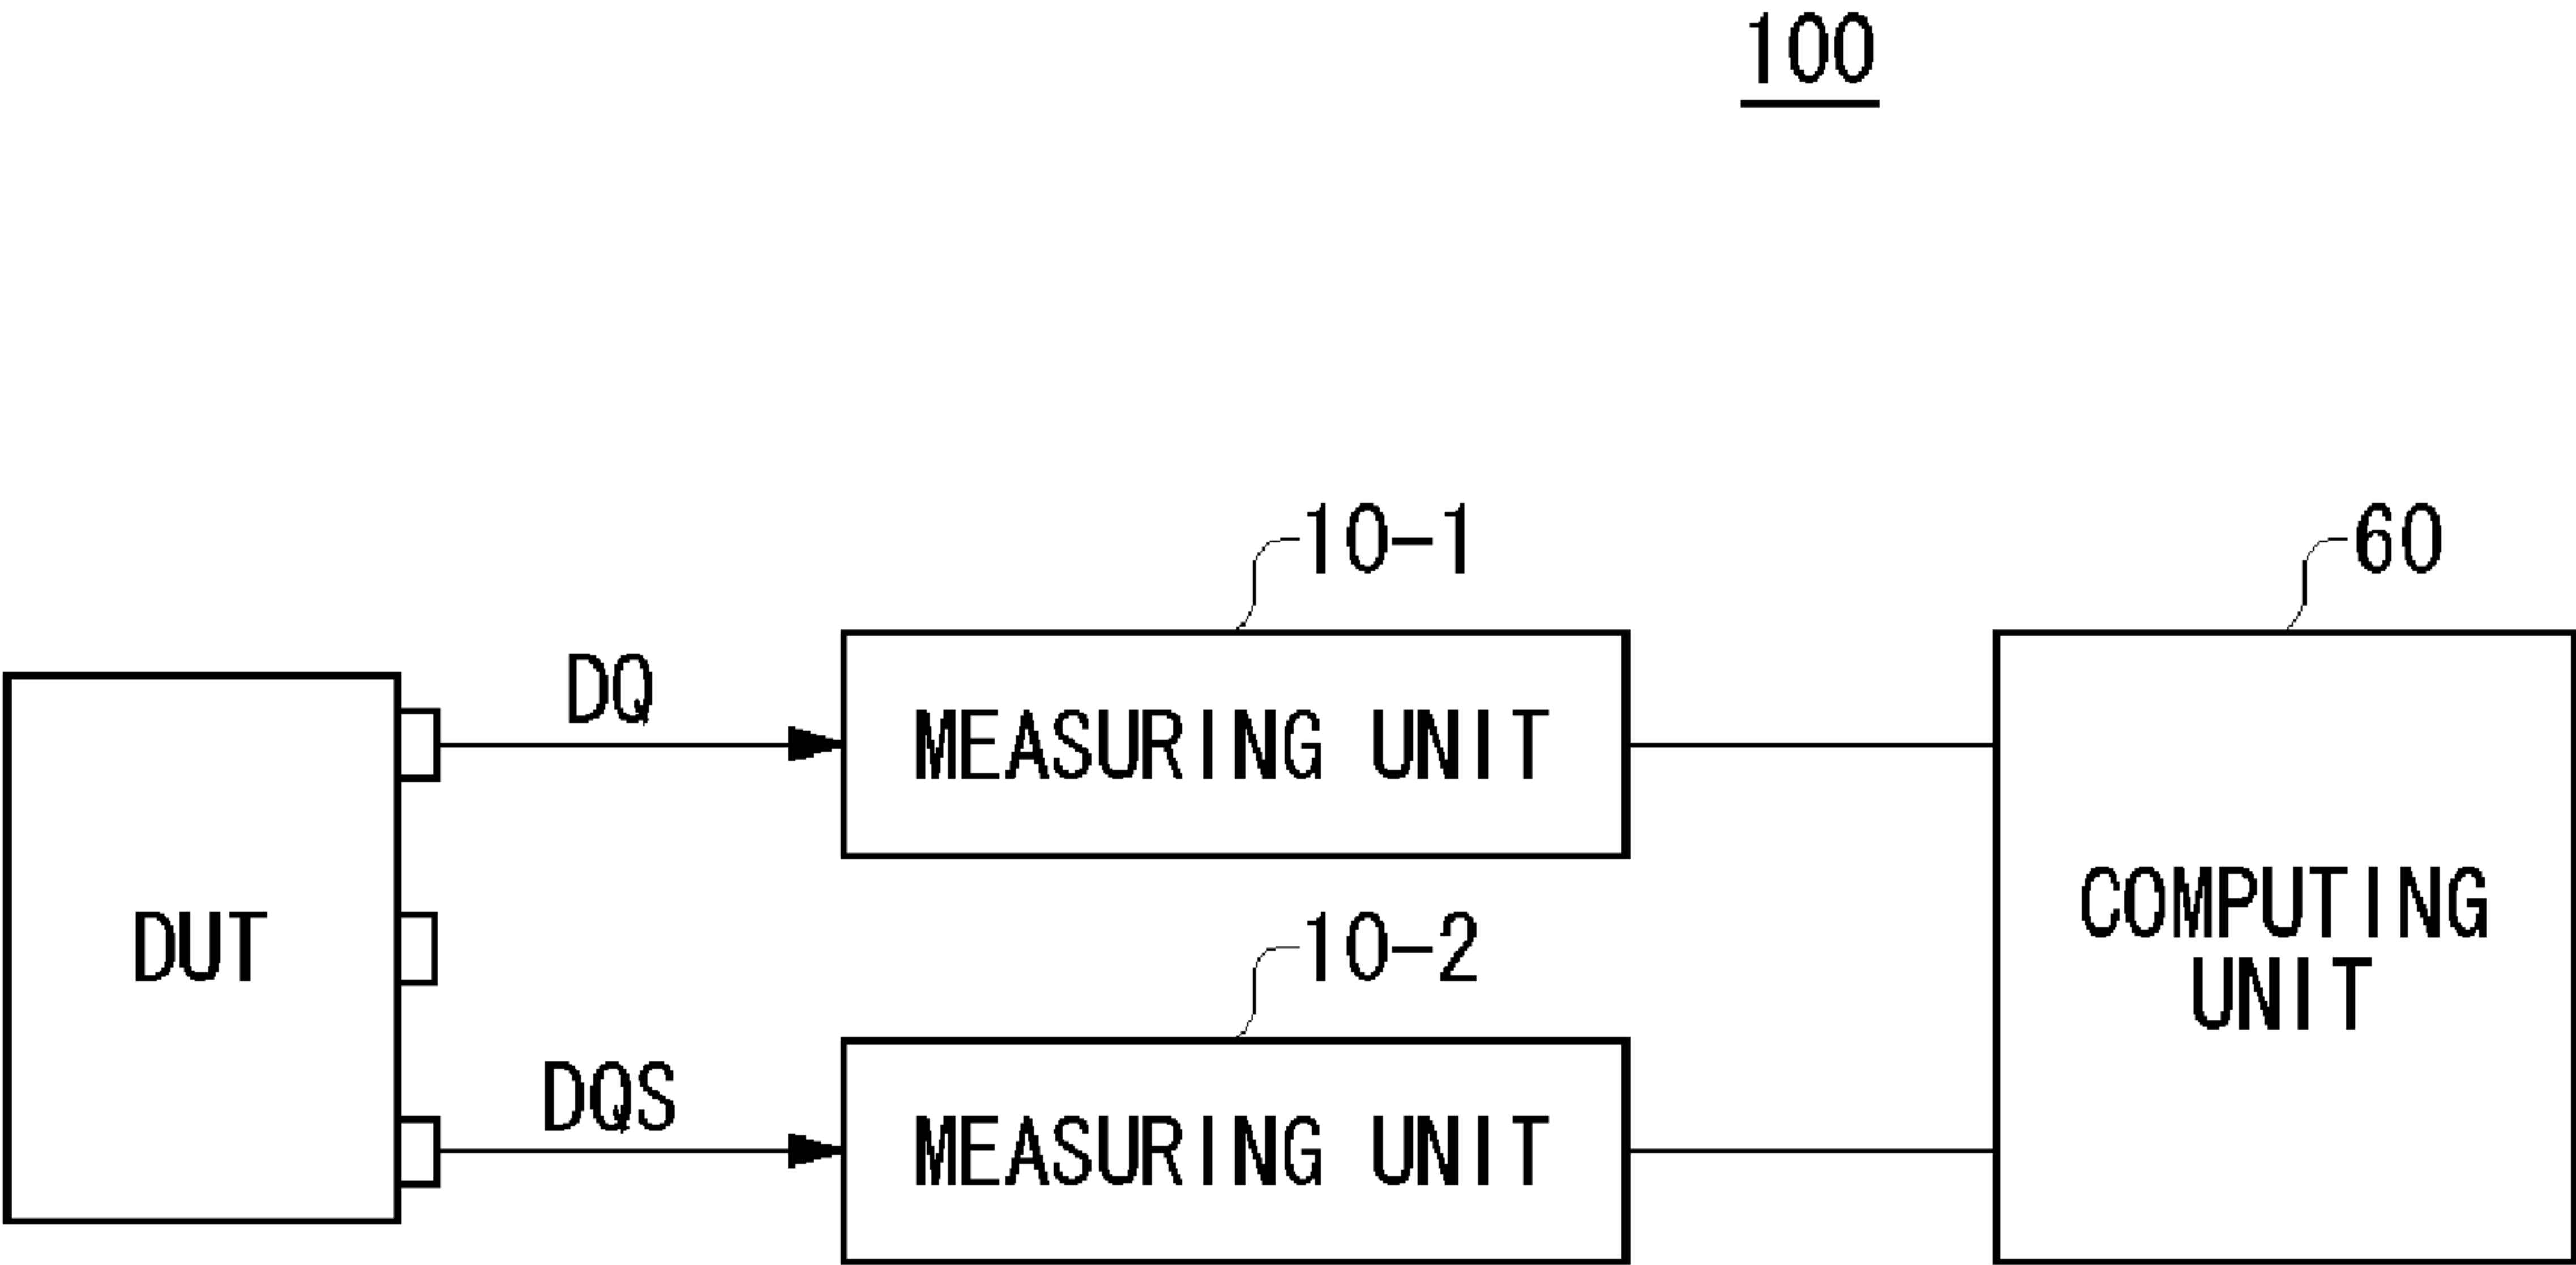 100
10-1
60
DQ
MEASURING UNIT
DUT
COMPUTING
UNIT
10-2
DQS
MEASURING UNIT